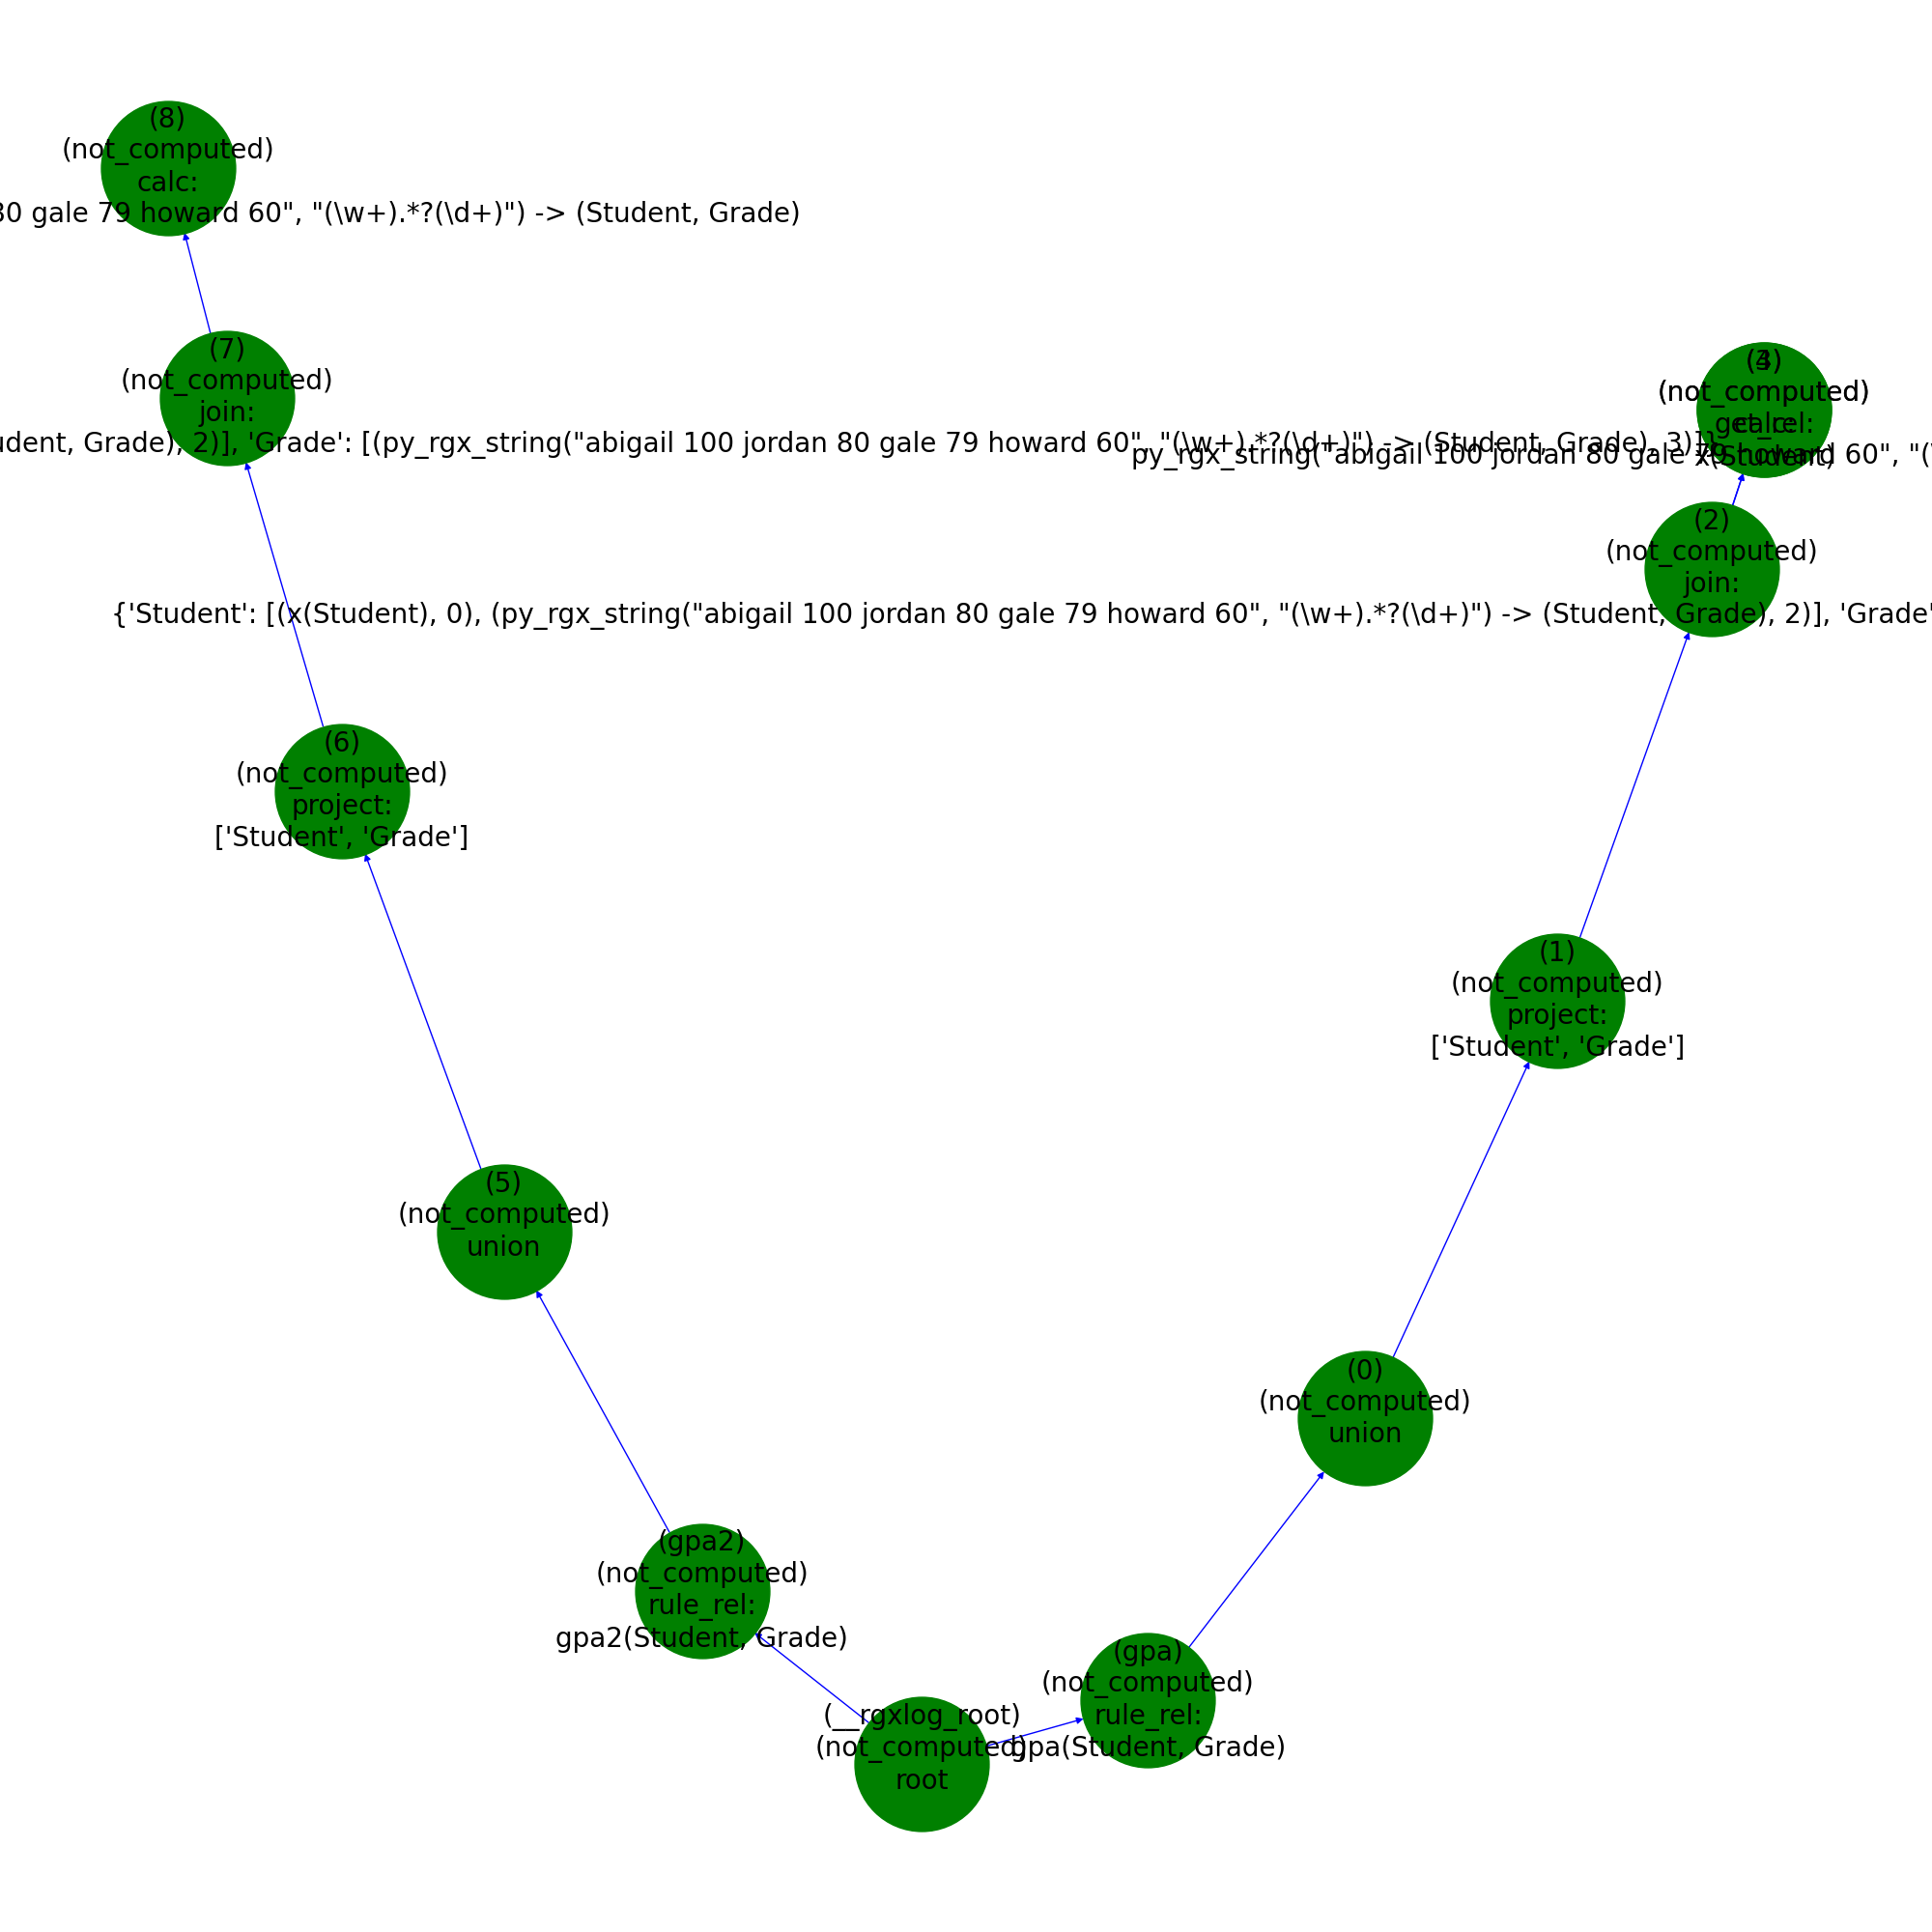 (8)
(not_computed)
calc:
80 gale 79 howard 60", "(\w+).*?(\d+)") -> (Student, Grade)
(7)
(not_computed)
join:
udent, Grade), 2)], 'Grade': [(py_rgx_string("abigail 100 jordan 80 gale 79 howard 60", "(\w+).*?(\d+)") -> (Student, Grade), 3)]}
(4)
(3)
(not_computed)
(not_computed)
get_rel:
calc:
x(Student)
py_rgx_string("abigail 100 jordan 80 gale 79 howard 60", "(\
(2)
(not_computed)
join:
{'Student': [(x(Student), 0), (py_rgx_string("abigail 100 jordan 80 gale 79 howard 60", "(\w+).*?(\d+)") -> (Student, Grade), 2)], 'Grade'
(6)
(not_computed)
project:
['Student', 'Grade']
(1)
(not_computed)
project:
['Student', 'Grade']
(5)
(not_computed)
union
(0)
(not_computed)
union
(gpa2)
(not_computed)
rule_rel:
gpa2(Student, Grade)
(gpa)
(not_computed)
rule_rel:
gpa(Student, Grade)
(__rgxlog_root)
(not_computed)
root